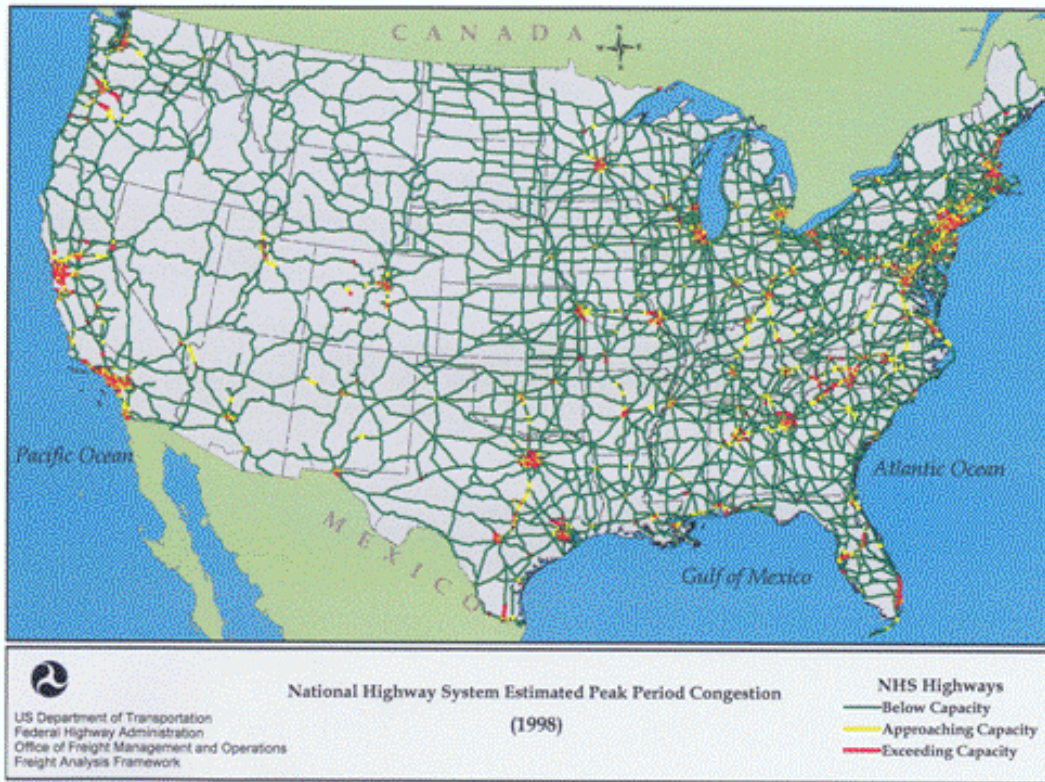 CANADA
Pacific Ocean
Atlantic Ocean
MEXICO
Gulf of Mexico
US Department of Transportation
Federal Highway Administration
Office of Freight Management and Operations
Freight Analysis Framework
National Highway System Estimated Peak Period Congestion
(1998)
NHS Highways
Below Capacity
Approaching Capacity
Exceeding Capacity